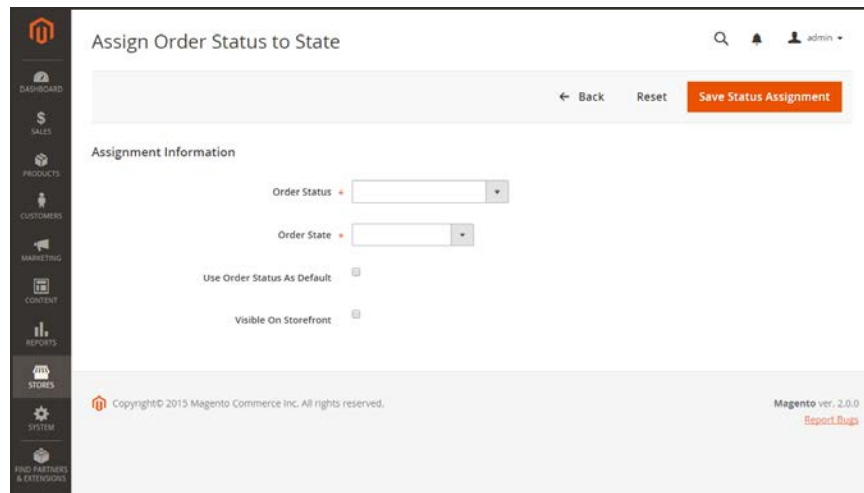 Assign Order Status to State
admin
DASHBOARD
SALES
PRODUCTS
CUSTOMERS
MARKETING
CONTENT
REPORTS
STORES
SYSTEM
FIND PARTNERS
& EXTENSIONS
← Back
Reset
Save Status Assignment
Assignment Information
Order Status *
Order State *
Use Order Status As Default
Visible On Storefront
Copyright© 2015 Magento Commerce Inc. All rights reserved.
Magento ver. 2.0.0
Report Bugs